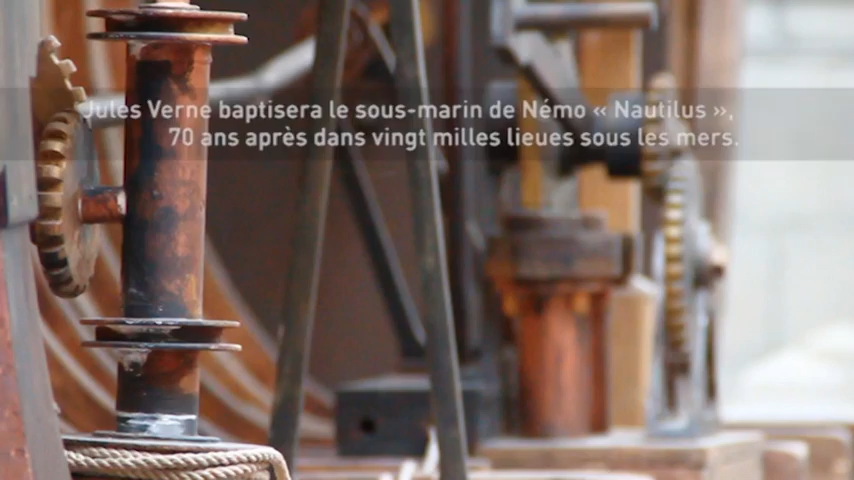 Jules Verne baptisera le sous-marin de Némo « Nautilus »,
70 ans après dans vingt milles lieues sous les mers.